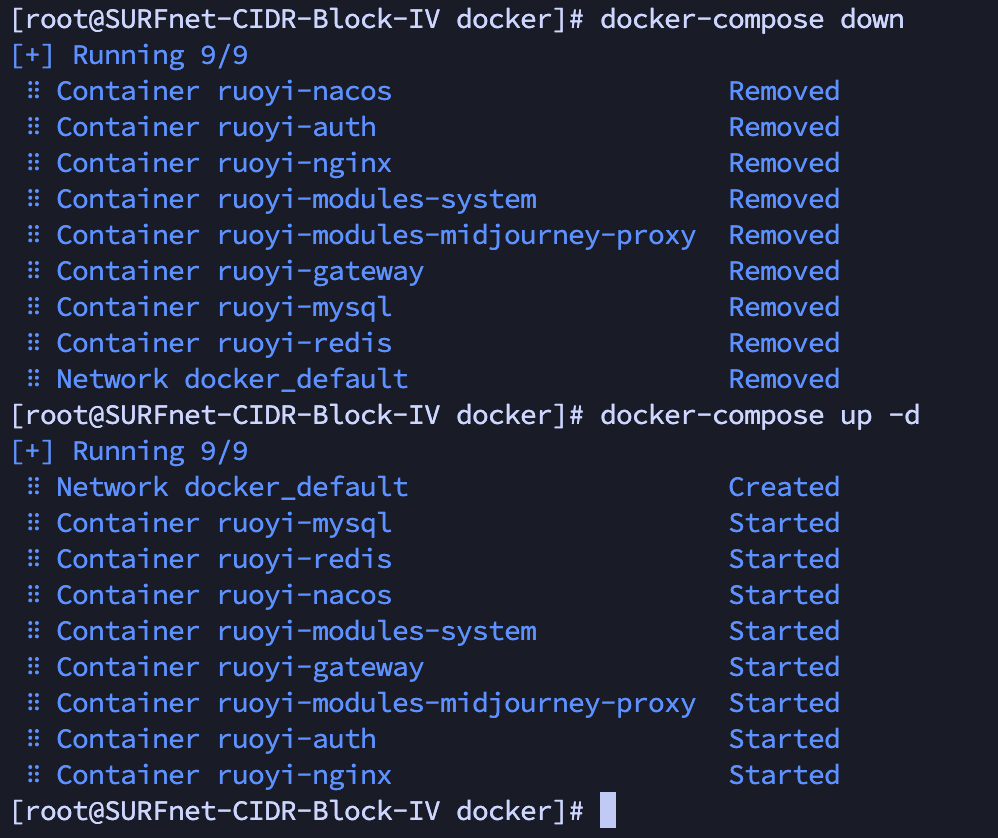 [root@SURFnet-CIDR-Block-IV docker]# docker-compose down
[+] Running 9/9
⠿ Container ruoyi-nacos Removed
⠿ Container ruoyi-auth Removed
⠿ Container ruoyi-nginx Removed
⠿ Container ruoyi-modules-system Removed
⠿ Container ruoyi-modules-midjourney-proxy Removed
⠿ Container ruoyi-gateway Removed
⠿ Container ruoyi-mysql Removed
⠿ Container ruoyi-redis Removed
⠿ Network docker_default Removed
[root@SURFnet-CIDR-Block-IV docker]# docker-compose up -d
[+] Running 9/9
⠿ Network docker_default Created
⠿ Container ruoyi-mysql Started
⠿ Container ruoyi-redis Started
⠿ Container ruoyi-nacos Started
⠿ Container ruoyi-modules-system Started
⠿ Container ruoyi-gateway Started
⠿ Container ruoyi-modules-midjourney-proxy Started
⠿ Container ruoyi-auth Started
⠿ Container ruoyi-nginx Started
[root@SURFnet-CIDR-Block-IV docker]#